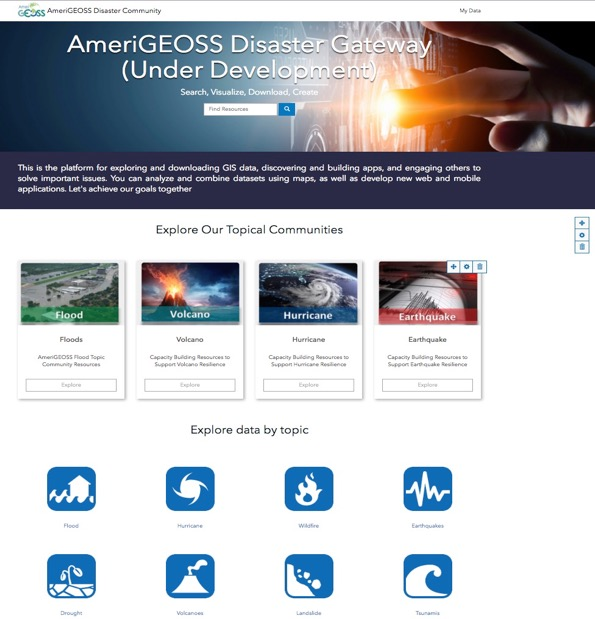 Ameri
GEOSS AmeriGEOSS Disaster Community
My Data
AmeriGEOSS Disaster Gateway
(Under Development)
Search, Visualize, Download, Create
Find Resources
This is the platform for exploring and downloading GIS data, discovering and building apps, and engaging others to
solve important issues. You can analyze and combine datasets using maps, as well as develop new web and mobile
applications. Let's achieve our goals together
Explore Our Topical Communities
Flood
Volcano
Hurricane
Earthquake
Floods
Volcano
Hurricane
Earthquake
AmeriGEOSS Flood Topic
Community Resources
Capacity Building Resources to
Support Volcano Resilience
Capacity Building Resources to
Support Hurricane Resilience
Capacity Building Resources to
Support Earthquake Resilience
Explore
Explore
Explore
Explore
Explore data by topic
Flood
Hurricane
Wildfire
Earthquakes
Drought
Volcanoes
Landslide
Tsunamis